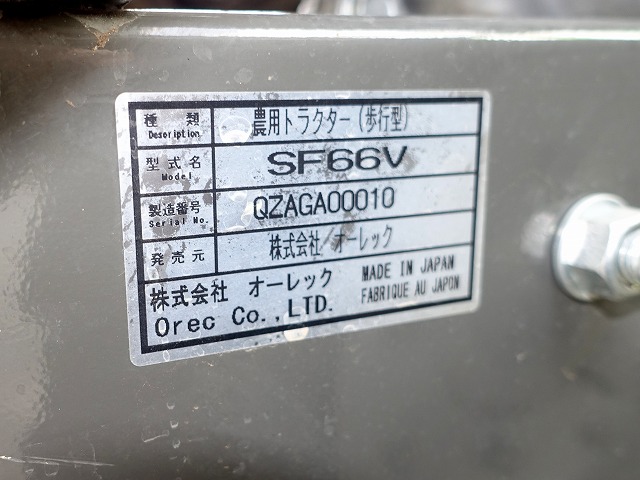 種類 農用トラクター(歩行型)
Description
型式名 SF66V
Model
製造番号 QZAGA00010
Serial No.
発売元 株式会社 オーレック
株式会社 オーレック MADE IN JAPAN
Orec Co.,LTD. FABRIQUE AU JAPON